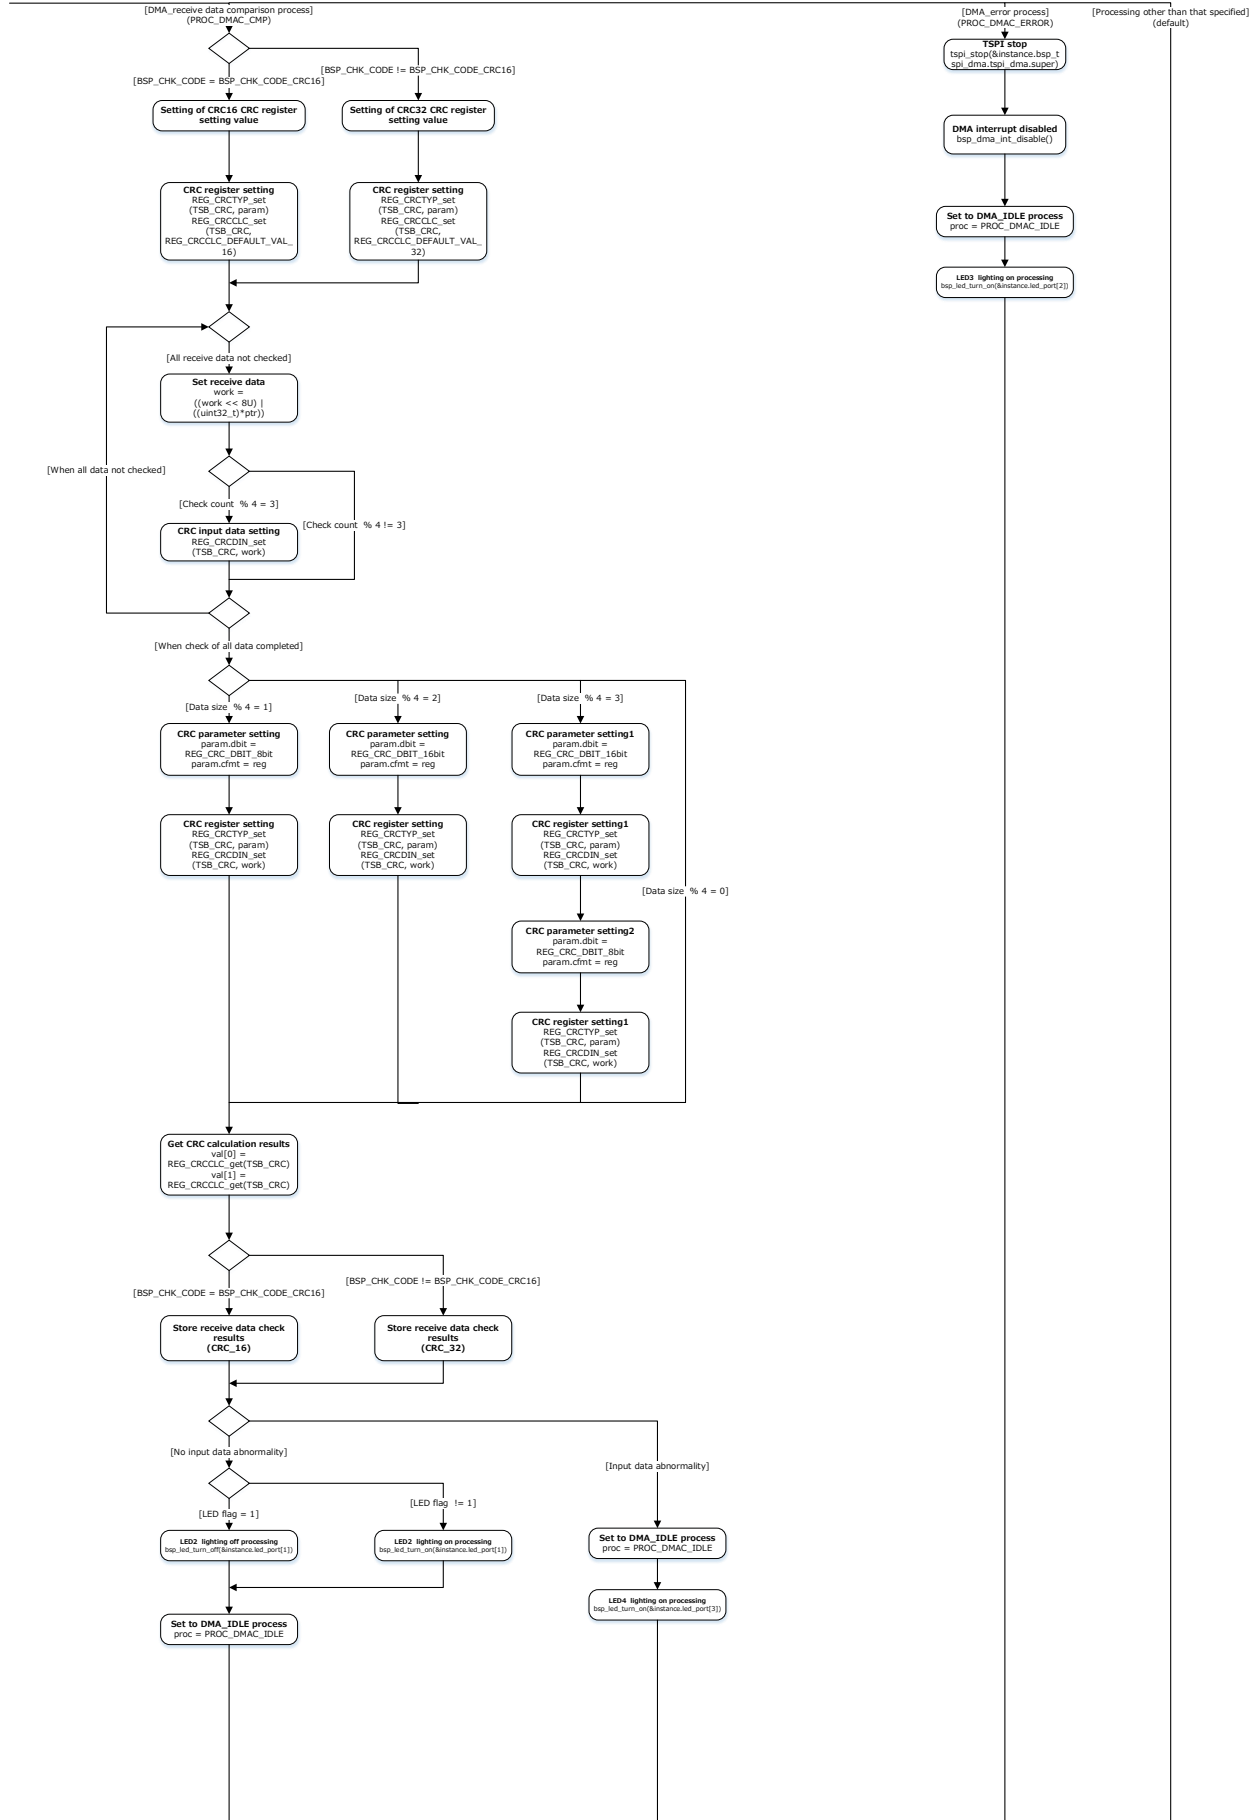 [DMA_receive data comparison process]
(PROC_DMAC_CMP)
[DMA_error process]
(PROC_DMAC_ERROR)
[Processing other than that specified]
(default)
TSPI stop
tspi_stop(&instance.bsp_t
spi_dma.tspi_dma.super)
[BSP_CHK_CODE != BSP_CHK_CODE_CRC16]
[BSP_CHK_CODE = BSP_CHK_CODE_CRC16]
Setting of CRC16 CRC register
setting value
Setting of CRC32 CRC register
setting value
DMA interrupt disabled
bsp_dma_int_disable()
CRC register setting
REG_CRCTYP_set
(TSB_CRC, param)
REG_CRCCLC_set
(TSB_CRC,
REG_CRCCLC_DEFAULT_VAL_
16)
CRC register setting
REG_CRCTYP_set
(TSB_CRC, param)
REG_CRCCLC_set
(TSB_CRC,
REG_CRCCLC_DEFAULT_VAL_
32)
Set to DMA_IDLE process
proc = PROC_DMAC_IDLE
LED3  lighting on processing
bsp_led_turn_on(&instance.led_port[2])
[All receive data not checked]
Set receive data
work =
((work << 8U) |
((uint32_t)*ptr))
[When all data not checked]
[Check count  % 4 = 3]
[Check count  % 4 != 3]
CRC input data setting
REG_CRCDIN_set
(TSB_CRC, work)
[When check of all data completed]
[Data size  % 4 = 1]
[Data size  % 4 = 2]
[Data size  % 4 = 3]
CRC parameter setting
param.dbit =
REG_CRC_DBIT_8bit
param.cfmt = reg
CRC parameter setting
param.dbit =
REG_CRC_DBIT_16bit
param.cfmt = reg
CRC parameter setting1
param.dbit =
REG_CRC_DBIT_16bit
param.cfmt = reg
CRC register setting
REG_CRCTYP_set
(TSB_CRC, param)
REG_CRCDIN_set
(TSB_CRC, work)
CRC register setting
REG_CRCTYP_set
(TSB_CRC, param)
REG_CRCDIN_set
(TSB_CRC, work)
CRC register setting1
REG_CRCTYP_set
(TSB_CRC, param)
REG_CRCDIN_set
(TSB_CRC, work)
[Data size  % 4 = 0]
CRC parameter setting2
param.dbit =
REG_CRC_DBIT_8bit
param.cfmt = reg
CRC register setting1
REG_CRCTYP_set
(TSB_CRC, param)
REG_CRCDIN_set
(TSB_CRC, work)
Get CRC calculation results
val[0] =
REG_CRCCLC_get(TSB_CRC)
val[1] =
REG_CRCCLC_get(TSB_CRC)
[BSP_CHK_CODE != BSP_CHK_CODE_CRC16]
[BSP_CHK_CODE = BSP_CHK_CODE_CRC16]
Store receive data check
results
(CRC_16)
Store receive data check
results
(CRC_32)
[No input data abnormality]
[Input data abnormality]
[LED flag  != 1]
[LED flag = 1]
LED2  lighting off processing
bsp_led_turn_off(&instance.led_port[1])
LED2  lighting on processing
bsp_led_turn_on(&instance.led_port[1])
Set to DMA_IDLE process
proc = PROC_DMAC_IDLE
LED4  lighting on processing
bsp_led_turn_on(&instance.led_port[3])
Set to DMA_IDLE process
proc = PROC_DMAC_IDLE